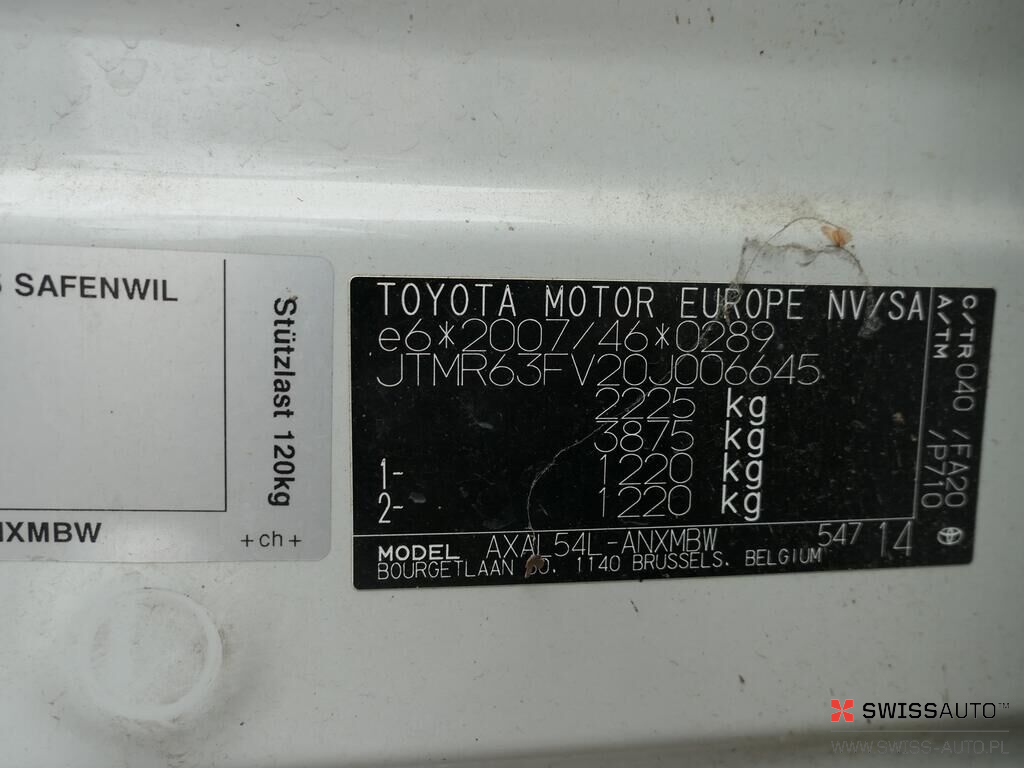 SAFENWIL
Stützlast 120kg
+ch+
TOYOTA MOTOR EUROPE NV/SA
e6*2007/46*0289
JTMR63FV20J006645
2225 kg
3875 kg
1- 1220 kg
2- 1220 kg
C/TR 040 /FA20
A/TM /P710
MODEL AXAL54L-ANXMBW 547 14
BOURGETLAAN 60. 1140 BRUSSELS. BELGIUM
SWISSAUTO™
WWW.SWISS-AUTO.PL